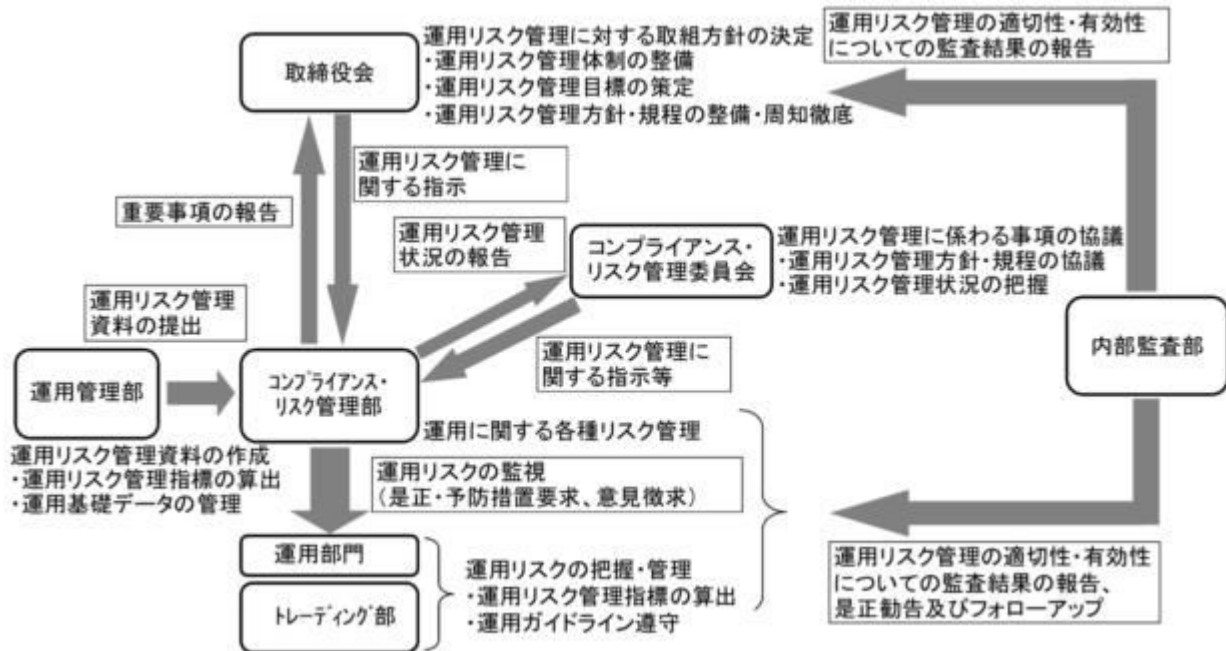 取締役会
運用リスク管理に対する取組方針の決定
・運用リスク管理体制の整備
・運用リスク管理目標の策定
・運用リスク管理方針・規程の整備・周知徹底
運用リスク管理の適切性・有効性
についての監査結果の報告
運用リスク管理に
関する指示
重要事項の報告
運用リスク管理
状況の報告
コンプライアンス・
リスク管理委員会
運用リスク管理に係わる事項の協議
・運用リスク管理方針・規程の協議
・運用リスク管理状況の把握
運用リスク管理
資料の提出
運用リスク管理に
関する指示等
内部監査部
運用管理部
コンプライアンス・
リスク管理部
運用に関する各種リスク管理
運用リスク管理資料の作成
・運用リスク管理指標の算出
・運用基礎データの管理
運用リスクの監視
(是正・予防措置要求、意見徴求)
運用部門
トレーディング部
運用リスクの把握・管理
・運用リスク管理指標の算出
・運用ガイドライン遵守
運用リスク管理の適切性・有効性
についての監査結果の報告、
是正勧告及びフォローアップ